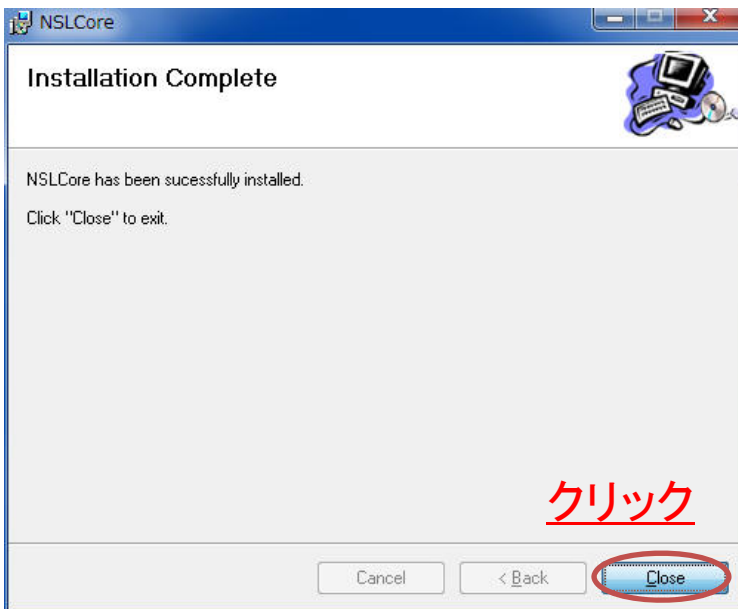 NSLCore
Installation Complete
NSLCore has been sucessfully installed.
Click "Close" to exit.
クリック
Cancel
< Back
Close